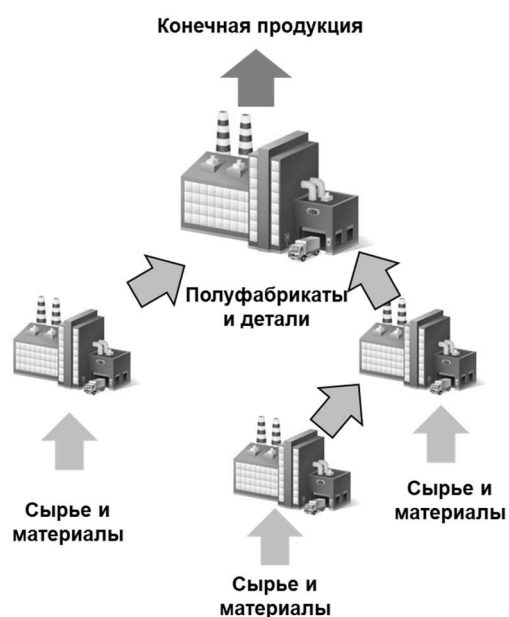 Конечная продукция
Полуфабрикаты
и детали
Сырье и
материалы
Сырье и
материалы
Сырье и
материалы